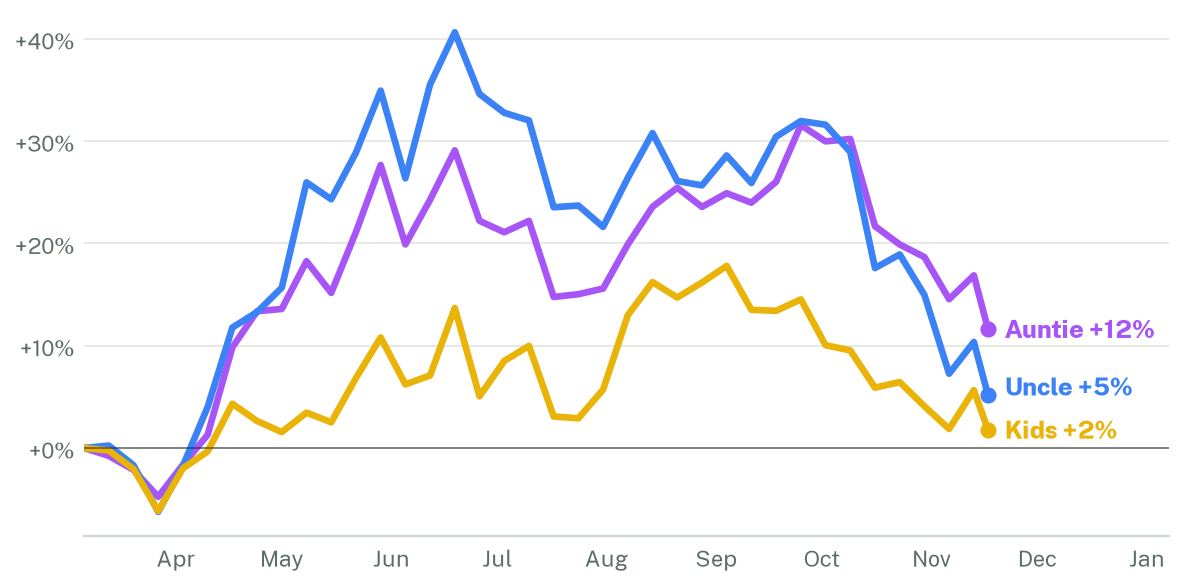 +40%
+30%
+20%
+10%
+0%
Auntie +12%
Uncle +5%
Kids +2%
Apr May Jun Jul Aug Sep Oct Nov Dec Jan